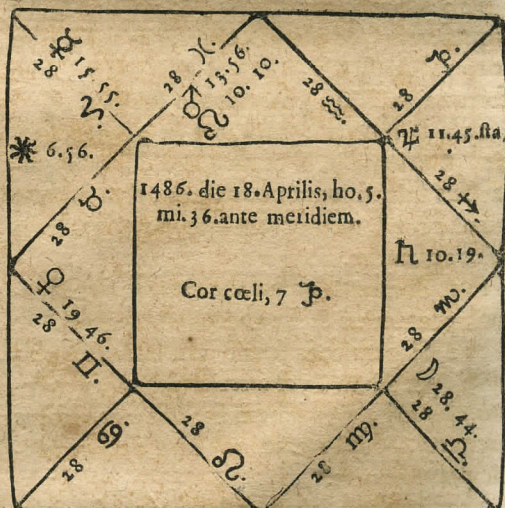 28 ☿ 15.55.
♈
☀ 6.56.
28 ♉.
♀ 19 46.
28 ♊.
28 ♋.
28 ♌.
28 ♍.
☽ 28. 44.
28 ♎.
28 ♏.
♄ 10.19.
28 ♐.
♃ 11.45. sta
28 ♑.
28 ♒.
28 ♓.
♂ 13.56.
☊ 10. 10.
1486. die 18. Aprilis, ho. 5.
mi. 36. ante meridiem.
Cor cœli, 7 ♑.